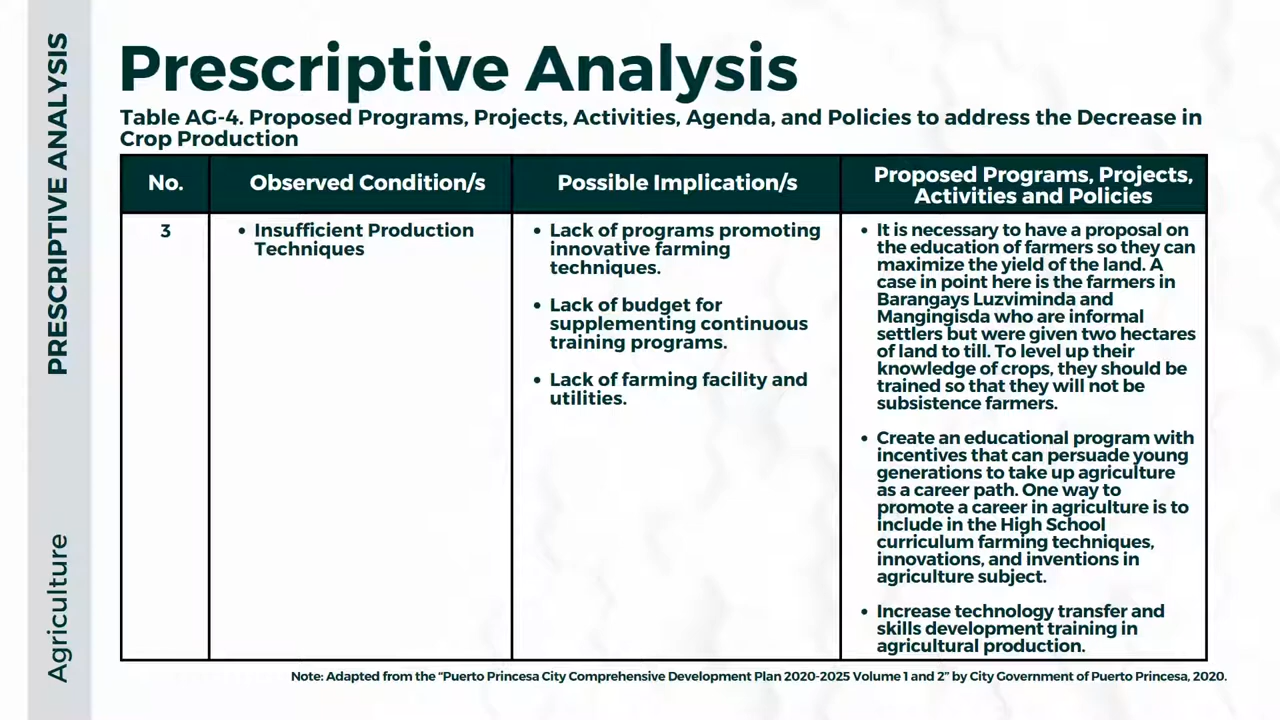 PRESCRIPTIVE ANALYSIS
Agriculture
Prescriptive Analysis
Table AG-4. Proposed Programs, Projects, Activities, Agenda, and Policies to address the Decrease in
Crop Production
No.
Observed Condition/s
Possible Implication/s
Proposed Programs, Projects,
Activities and Policies
3
• Insufficient Production
Techniques
• Lack of programs promoting
innovative farming
techniques.
• Lack of budget for
supplementing continuous
training programs.
• Lack of farming facility and
utilities.
• It is necessary to have a proposal on
the education of farmers so they can
maximize the yield of the land. A
case in point here is the farmers in
Barangays Luzviminda and
Mangingisda who are informal
settlers but were given two hectares
of land to till. To level up their
knowledge of crops, they should be
trained so that they will not be
subsistence farmers.
• Create an educational program with
incentives that can persuade young
generations to take up agriculture
as a career path. One way to
promote a career in agriculture is to
include in the High School
curriculum farming techniques,
innovations, and inventions in
agriculture subject.
• Increase technology transfer and
skills development training in
agricultural production.
Note: Adapted from the “Puerto Princesa City Comprehensive Development Plan 2020-2025 Volume 1 and 2” by City Government of Puerto Princesa, 2020.